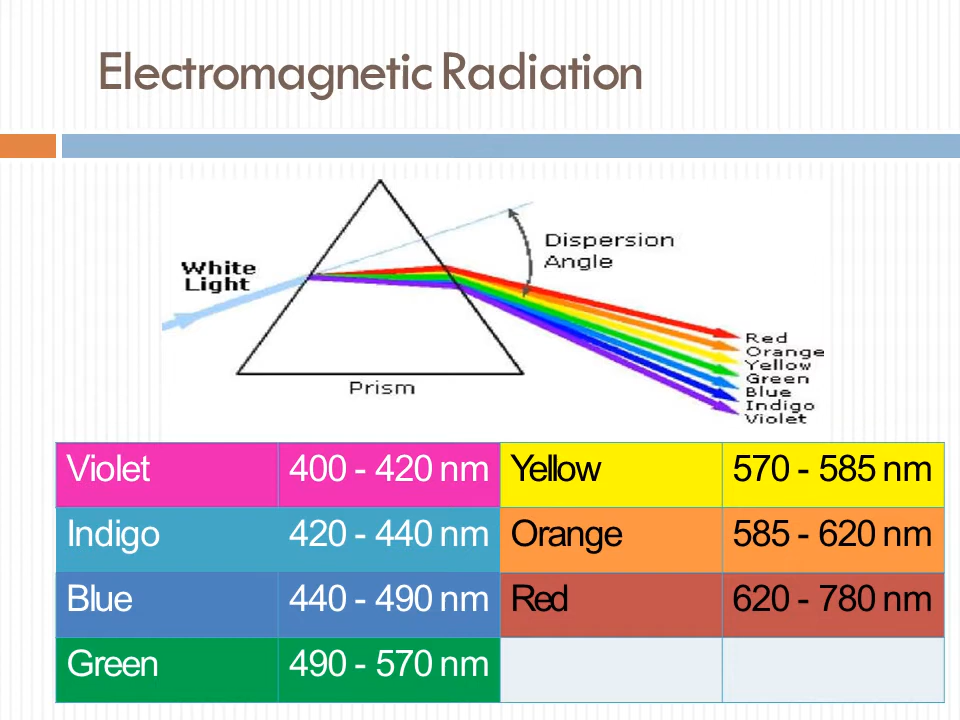 Electromagnetic Radiation
White
Light
Dispersion
Angle
Prism
Red
Orange
Yellow
Green
Blue
Indigo
Violet
Violet 400 - 420 nm Yellow 570 - 585 nm
Indigo 420 - 440 nm Orange 585 - 620 nm
Blue 440 - 490 nm Red 620 - 780 nm
Green 490 - 570 nm